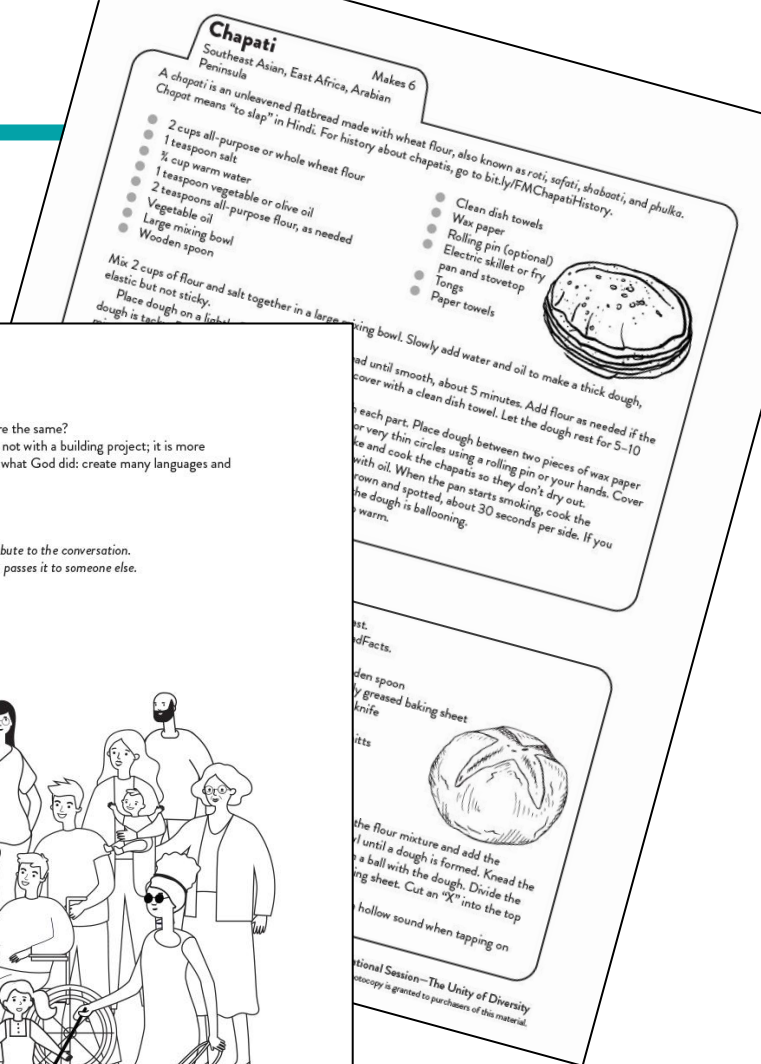 Chapati
Makes 6
Southeast Asian, East Africa, Arabian
Peninsula
A chapati is an unleavened flatbread made with wheat flour, also known as roti, safati, shabaati, and phulka.
Chapat means “to slap” in Hindi. For history about chapatis, go to bit.ly/FMChapatiHistory.
2 cups all-purpose or whole wheat flour
1 teaspoon salt
¾ cup warm water
1 teaspoon vegetable or olive oil
2 teaspoons all-purpose flour, as needed
Vegetable oil
Large mixing bowl
Wooden spoon
Clean dish towels
Wax paper
Rolling pin (optional)
Electric skillet or fry
pan and stovetop
Tongs
Paper towels
Mix 2 cups of flour and salt together in a large mixing bowl. Slowly add water and oil to make a thick dough,
elastic but not sticky.
Place dough on a
ad until smooth, about 5 minutes. Add flour as needed if the
dough is
cover with a clean dish towel. Let the dough rest for 5–10
each part. Place dough between two pieces of wax paper
or very thin circles using a rolling pin or your hands. Cover
ke and cook the chapatis so they don’t dry out.
with oil. When the pan starts smoking, cook the
rown and spotted, about 30 seconds per side. If you
he dough is ballooning.
warm.
re the same?
not with a building project; it is more
what God did: create many languages and
bute to the conversation.
passes it to someone else.
st.
dFacts.
den spoon
ly greased baking sheet
knife
itts
the flour mixture and add the
l until a dough is formed. Knead the
a ball with the dough. Divide the
ing sheet. Cut an “X” into the top
hollow sound when tapping on
ational Session—The Unity of Diversity
otocopy is granted to purchasers of this material.